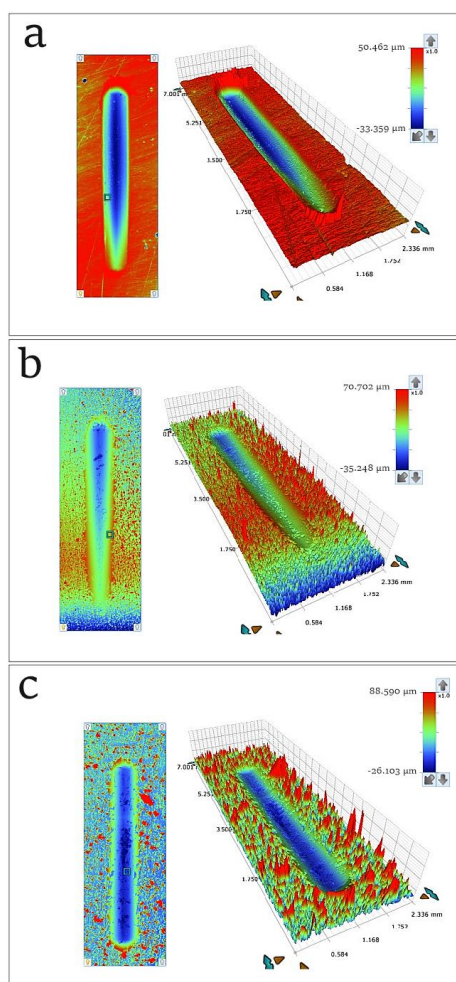 a
50.462 µm
x1.0
-33.359 µm
7.001 m
5.251
3.500
1.750
0.584
1.168
1.752
2.336 mm
b
70.702 µm
x1.0
-35.248 µm
01 m
5.251
3.500
1.750
0.584
1.168
1.752
2.336 mm
c
88.590 µm
x1.0
-26.103 µm
7.001
5.251
3.500
1.750
0.584
1.168
1.752
2.336 mm